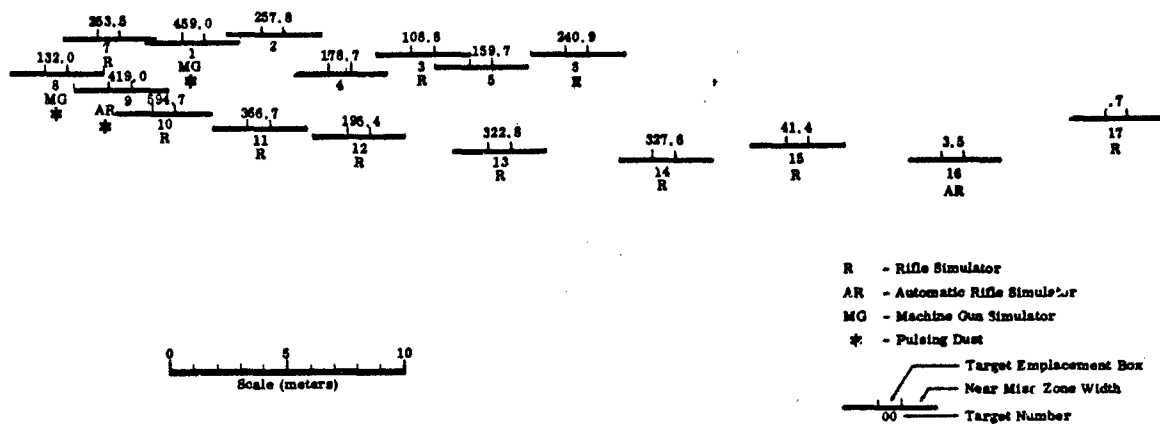 253.5
459.0
257.8
7
R
1
MG
*
2
132.0
178.7
108.8
159.7
240.9
8
MG
*
419.0
9
AR
*
4
3
R
5
6
R
594.7
10
R
366.7
11
R
195.4
12
R
322.8
13
R
327.6
14
R
41.4
15
R
3.5
16
AR
.7
17
R
R - Rifle Simulator
AR - Automatic Rifle Simulator
MG - Machine Gun Simulator
* - Pulsing Dust
Target Emplacement Box
Near Miss Zone Width
00 Target Number
0 5 10
Scale (meters)